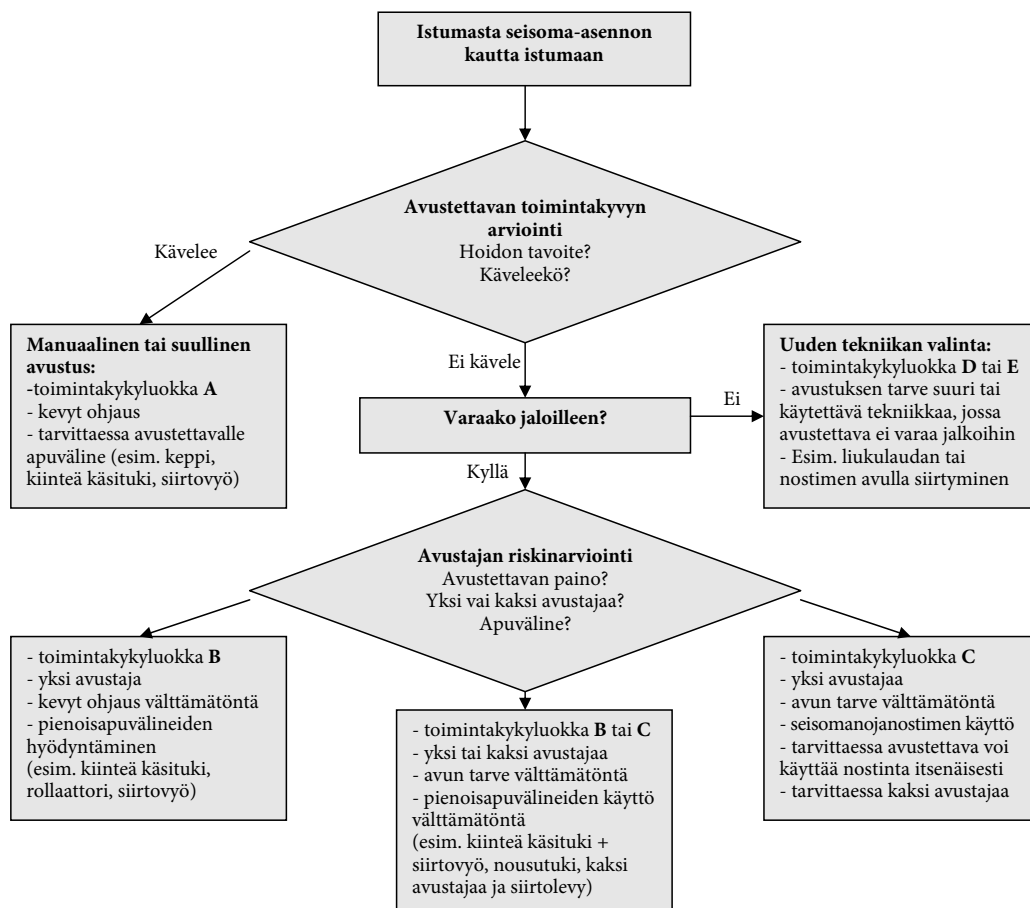 Istumasta seisoma-asennon
kautta istumaan
Avustettavan toimintakyvyn
arviointi
Hoidon tavoite?
Käveleekö?
Kävelee
Manuaalinen tai suullinen
avustus:
-toimintakykyluokka A
- kevyt ohjaus
- tarvittaessa avustettavalle
apuväline (esim. keppi,
kiinteä käsituki, siirtovyö)
Ei kävele
Varaako jaloilleen?
Ei
Uuden tekniikan valinta:
- toimintakykyluokka D tai E
- avustuksen tarve suuri tai
käytettävä tekniikkaa, jossa
avustettava ei varaa jalkoihin
- Esim. liukulaudan tai
nostimen avulla siirtyminen
Kyllä
Avustajan riskinarviointi
Avustettavan paino?
Yksi vai kaksi avustajaa?
Apuväline?
- toimintakykyluokka B
- yksi avustaja
- kevyt ohjaus välttämätöntä
- pienoisapuvälineiden
hyödyntäminen
(esim. kiinteä käsituki,
rollaattori, siirtovyö)
- toimintakykyluokka B tai C
- yksi tai kaksi avustajaa
- avun tarve välttämätöntä
- pienoisapuvälineiden käyttö
välttämätöntä
(esim. kiinteä käsituki +
siirtovyö, nousutuki, kaksi
avustajaa ja siirtolevy)
- toimintakykyluokka C
- yksi avustajaa
- avun tarve välttämätöntä
- seisomanojanostimen käyttö
- tarvittaessa avustettava voi
käyttää nostinta itsenäisesti
- tarvittaessa kaksi avustajaa